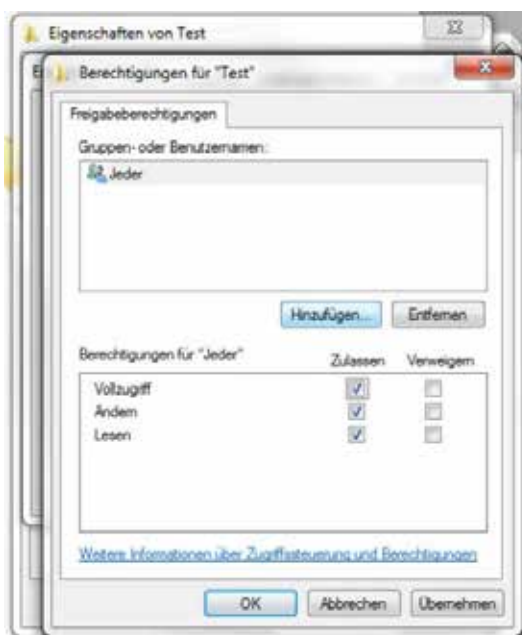 Eigenschaften von Test
E
Berechtigungen für "Test"
Freigabeberechtigungen
Gruppen- oder Benutzernamen:
Jeder
Hinzufügen... Entfernen
Berechtigungen für "Jeder" Zulassen Verweigern
Vollzugriff
Ändern
Lesen
Weitere Informationen über Zugriffssteuerung und Berechtigungen
OK Abbrechen Übernehmen